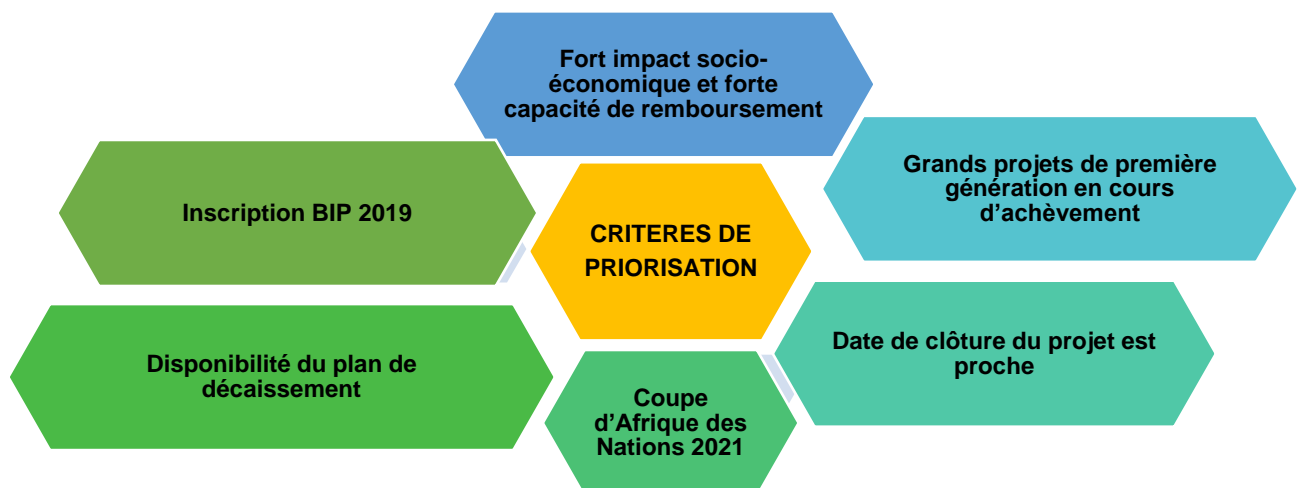 Fort impact socio-
économique et forte
capacité de remboursement
Grands projets de première
génération en cours
d’achèvement
Inscription BIP 2019
CRITERES DE
PRIORISATION
Date de clôture du projet est
proche
Disponibilité du plan de
décaissement
Coupe
d’Afrique des
Nations 2021